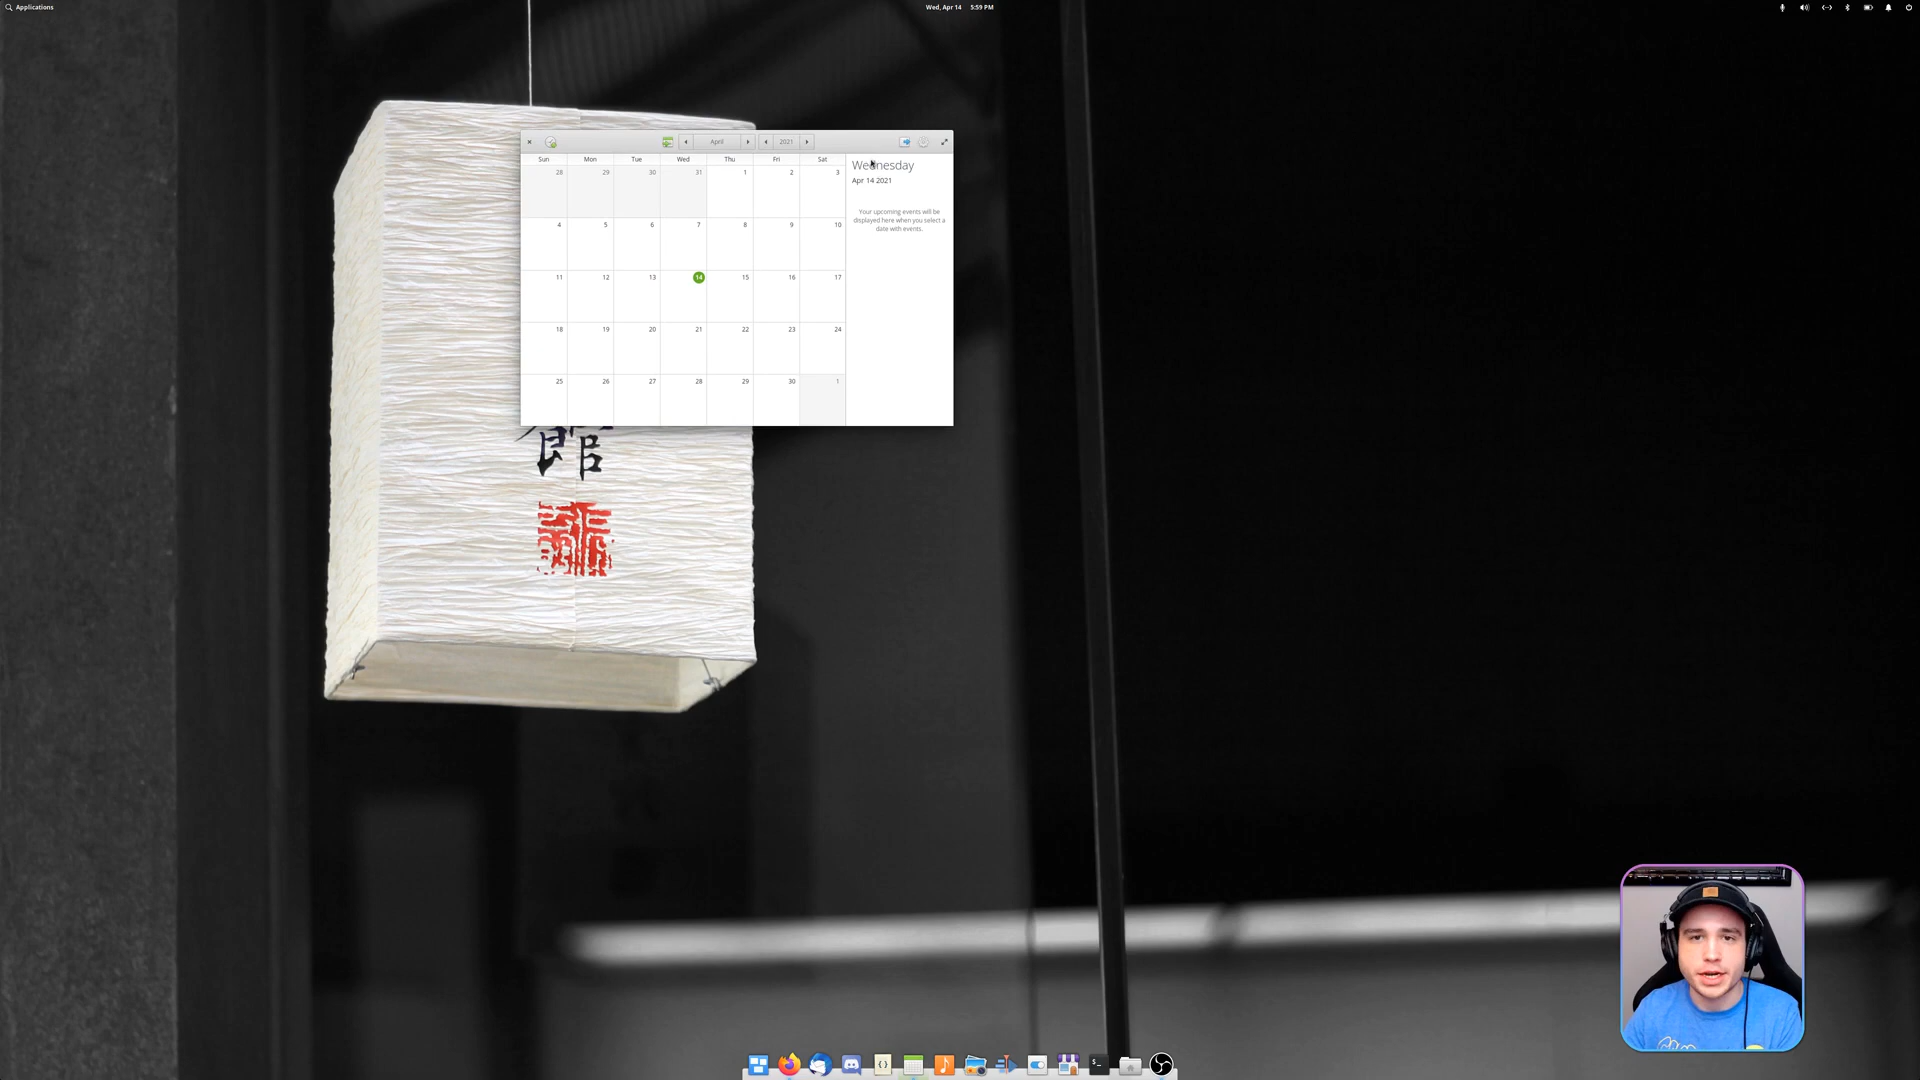 Applications
Wed, Apr 14 5:59 PM
April
2021
Sun Mon Tue Wed Thu Fri Sat
28 29 30 31 1 2 3
4 5 6 7 8 9 10
11 12 13 14 15 16 17
18 19 20 21 22 23 24
25 26 27 28 29 30 1
Wednesday
Apr 14 2021
Your upcoming events will be
displayed here when you select a
date with events.
館